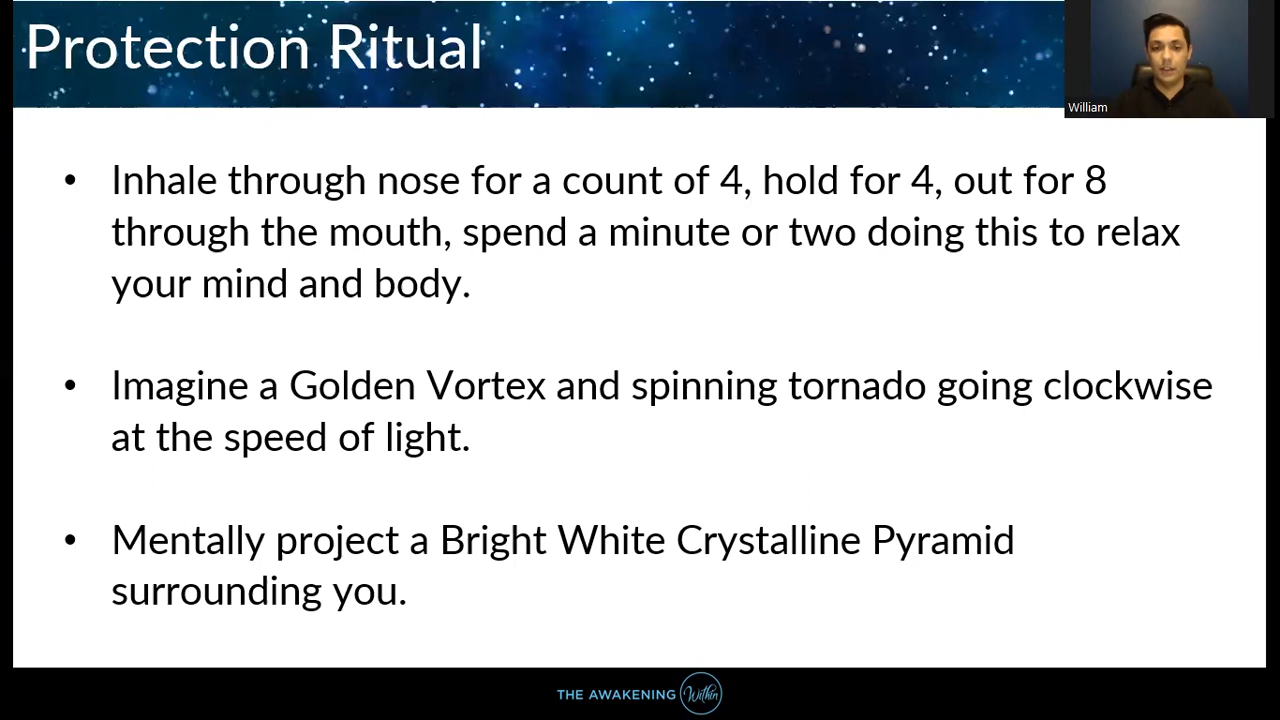 Protection Ritual
William
• Inhale through nose for a count of 4, hold for 4, out for 8
through the mouth, spend a minute or two doing this to relax
your mind and body.
• Imagine a Golden Vortex and spinning tornado going clockwise
at the speed of light.
• Mentally project a Bright White Crystalline Pyramid
surrounding you.
THE AWAKENING Within